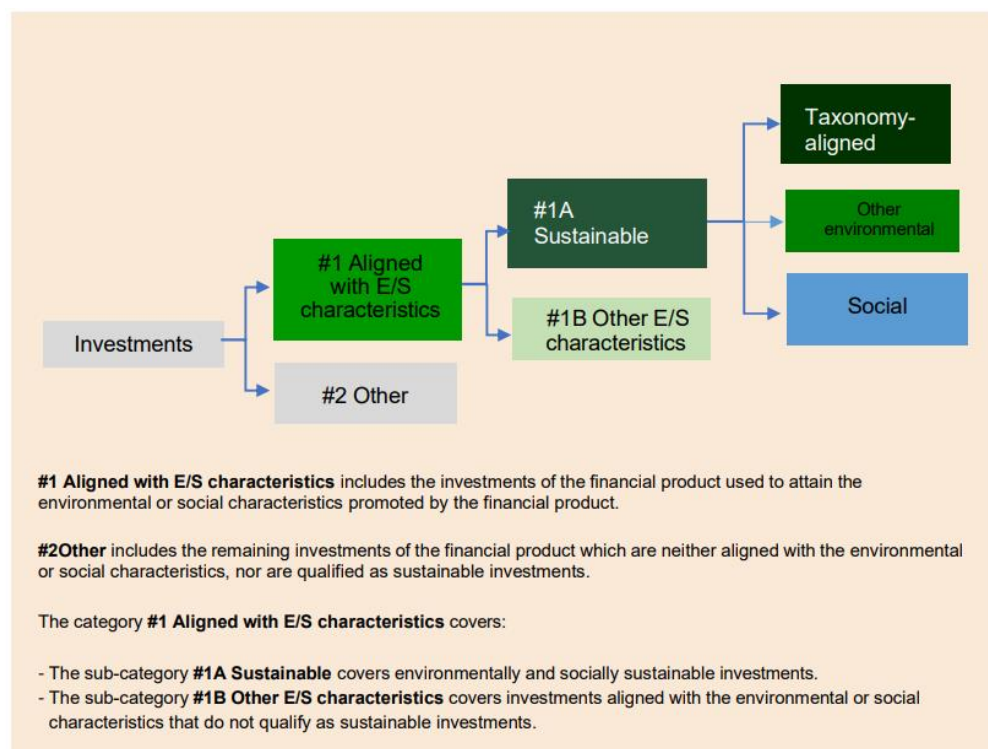 Taxonomy-
aligned
#1A
Sustainable
Other
environmental
#1 Aligned
with E/S
characteristics
Social
#1B Other E/S
characteristics
Investments
#2 Other
#1 Aligned with E/S characteristics includes the investments of the financial product used to attain the
environmental or social characteristics promoted by the financial product.
#2Other includes the remaining investments of the financial product which are neither aligned with the environmental
or social characteristics, nor are qualified as sustainable investments.
The category #1 Aligned with E/S characteristics covers:
- The sub-category #1A Sustainable covers environmentally and socially sustainable investments.
- The sub-category #1B Other E/S characteristics covers investments aligned with the environmental or social
characteristics that do not qualify as sustainable investments.